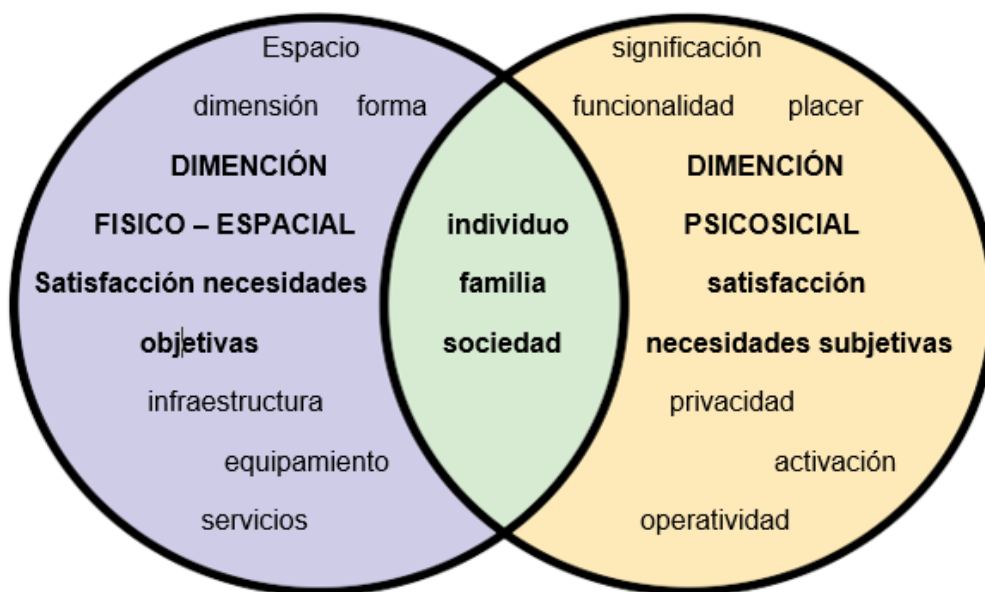 Espacio
dimensión forma
DIMENCIÓN
FISICO – ESPACIAL
Satisfacción necesidades
objetivas
infraestructura
equipamiento
servicios
individuo
familia
sociedad
significación
funcionalidad placer
DIMENCIÓN
PSICOSICIAL
satisfacción
necesidades subjetivas
privacidad
activación
operatividad